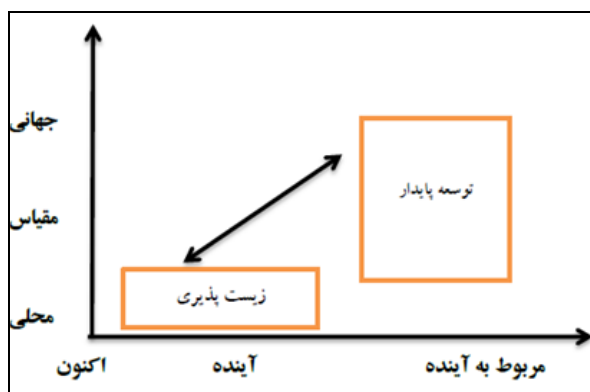 جهانی
توسعه پایدار
مقیاس
زیست پذیری
محلی
اکنون
آینده
مربوط به آینده